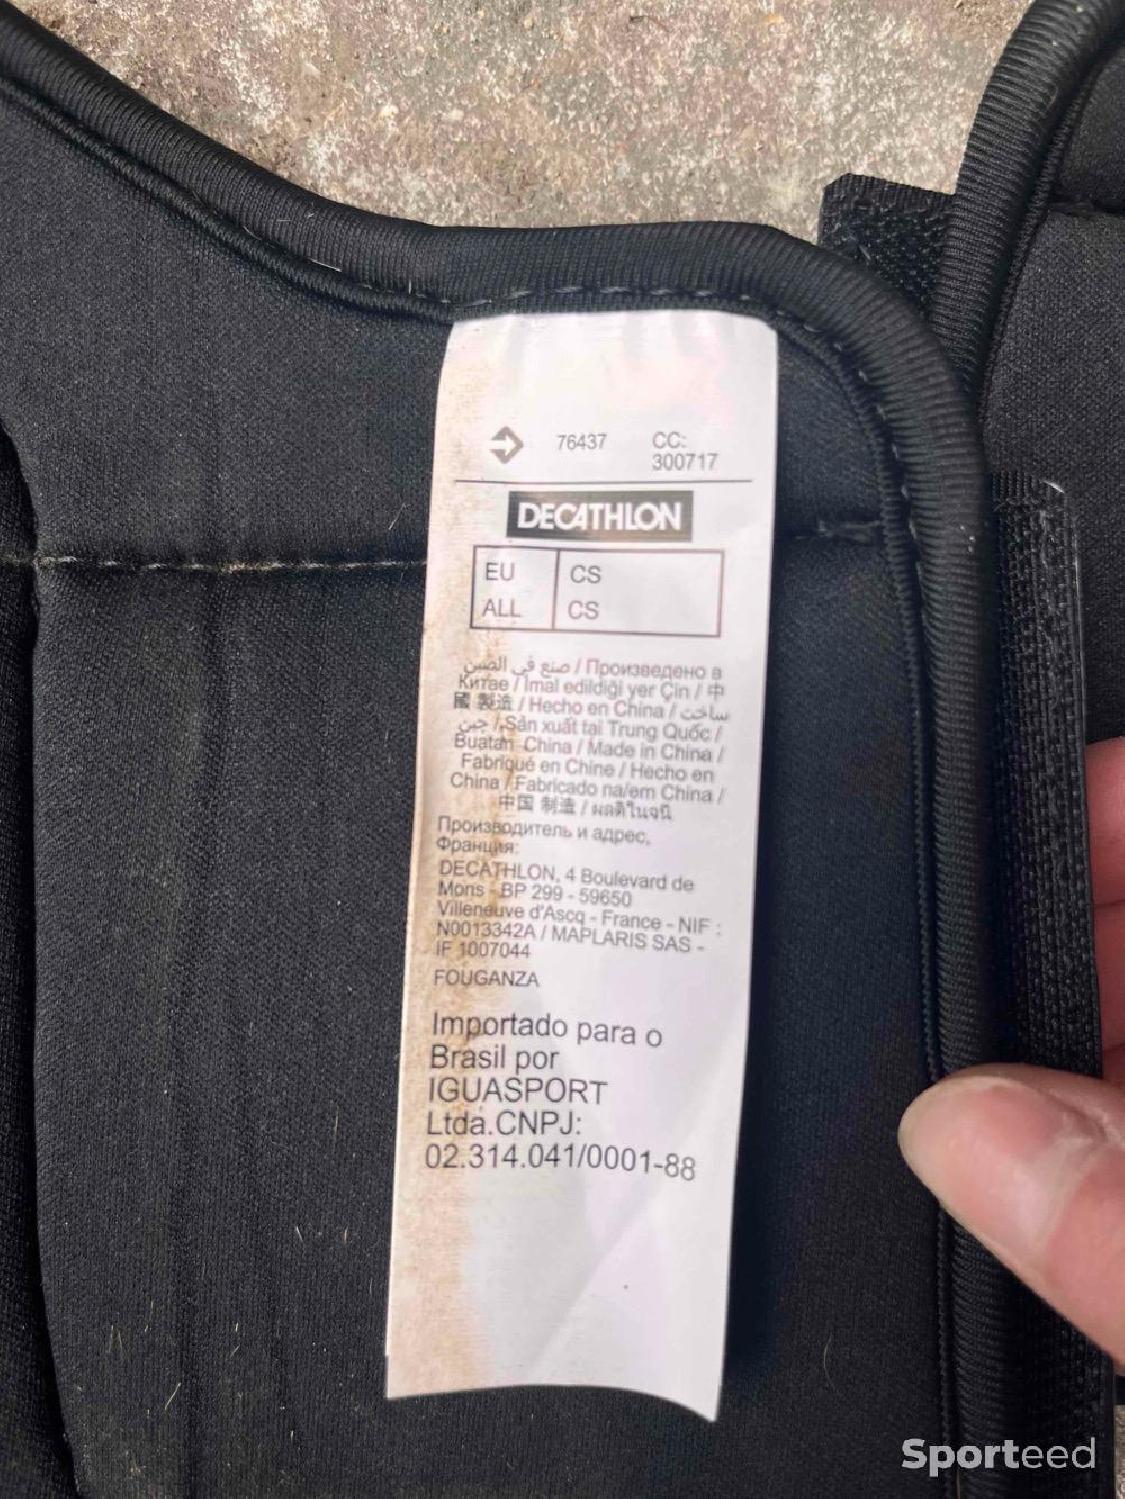 76437 CC:
300717
DECATHLON
EU CS
ALL CS
صنع في الصين / Произведено в
Китае / İmal edildiği yer Çin / 中
國 製造 / Hecho en China / ساخت
چین / Sản xuất tại Trung Quốc /
Buatan China / Made in China /
Fabriqué en Chine / Hecho en
China / Fabricado na/em China /
中国 制造 / ผลิตในจีน
Производитель и адрес,
Франция:
DECATHLON, 4 Boulevard de
Mons - BP 299 - 59650
Villeneuve d'Ascq - France - NIF :
N0013342A / MAPLARIS SAS -
IF 1007044
FOUGANZA
Importado para o
Brasil por
IGUASPORT
Ltda.CNPJ:
02.314.041/0001-88
Sporteed